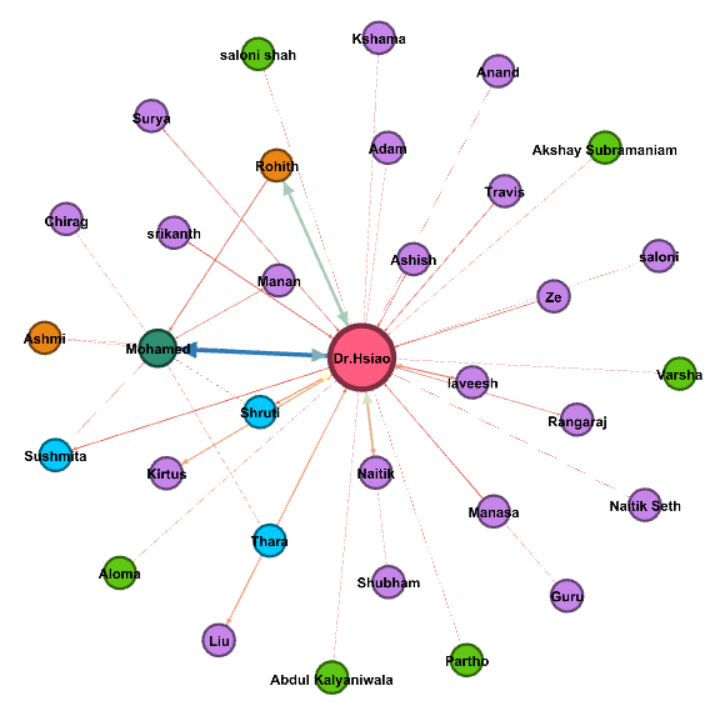 Kshama
saloni shah
Anand
Surya
Adam
Akshay Subramaniam
Rohith
Travis
Chirag
srikanth
Ashish
saloni
Manan
Ze
Ashmi
Mohamed
Dr.Hsiao
Varsha
laveesh
Shruti
Rangaraj
Sushmita
Kirtus
Naitik
Naitik Seth
Manasa
Thara
Aloma
Shubham
Guru
Liu
Partho
Abdul Kalyaniwala